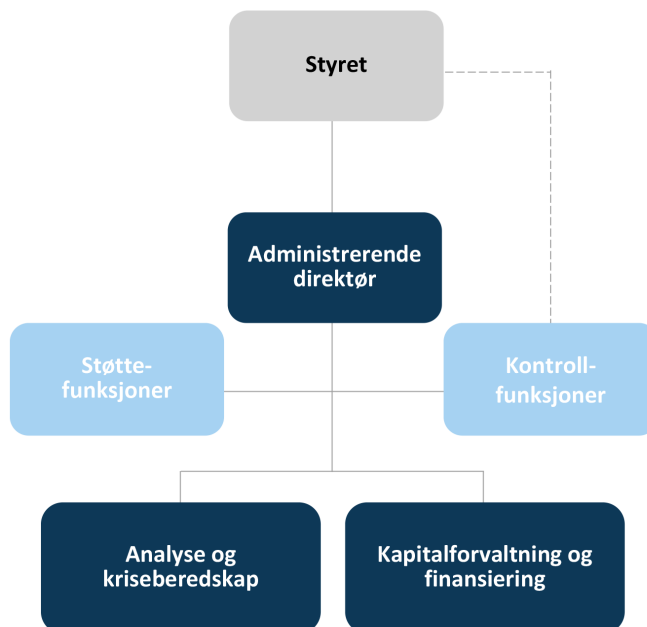 Styret
Administrerende
direktør
Støtte-
funksjoner
Kontroll-
funksjoner
Analyse og
kriseberedskap
Kapitalforvaltning og
finansiering